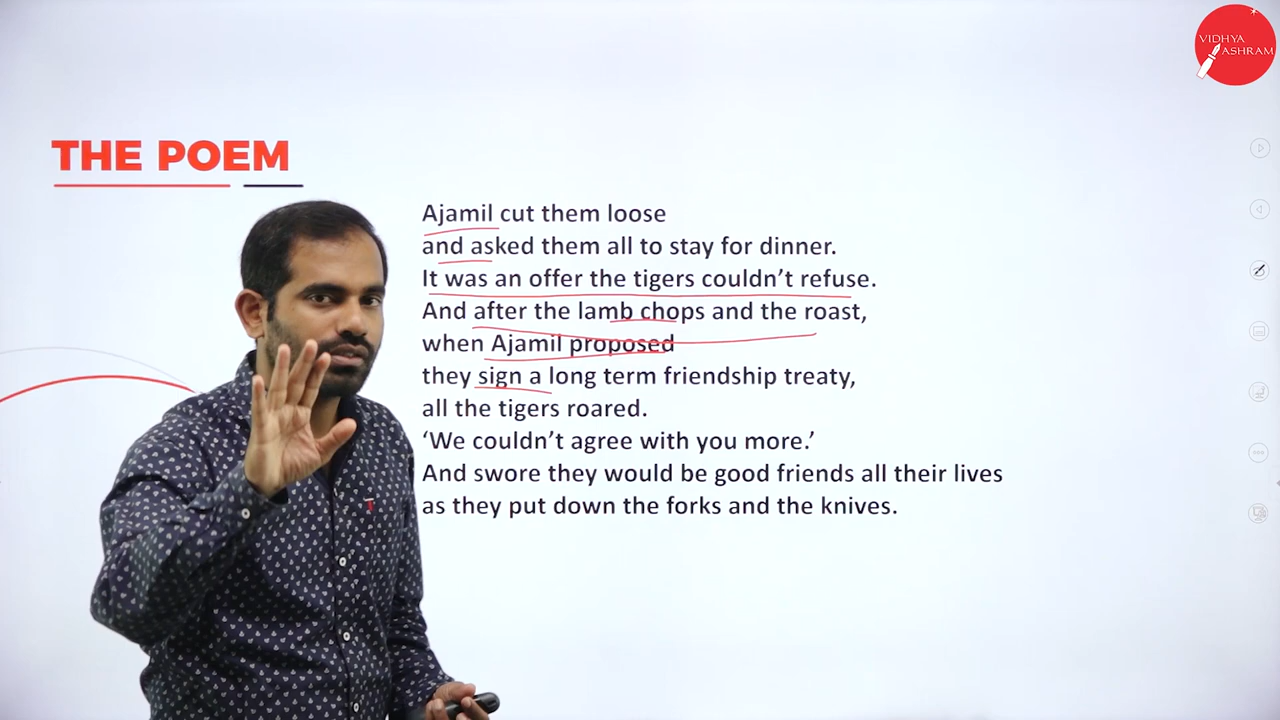 VIDHYA
ASHRAM
THE POEM
Ajamil cut them loose
and asked them all to stay for dinner.
It was an offer the tigers couldn't refuse.
And after the lamb chops and the roast,
when Ajamil proposed
they sign a long term friendship treaty,
all the tigers roared.
‘We couldn’t agree with you more.’
And swore they would be good friends all their lives
as they put down the forks and the knives.